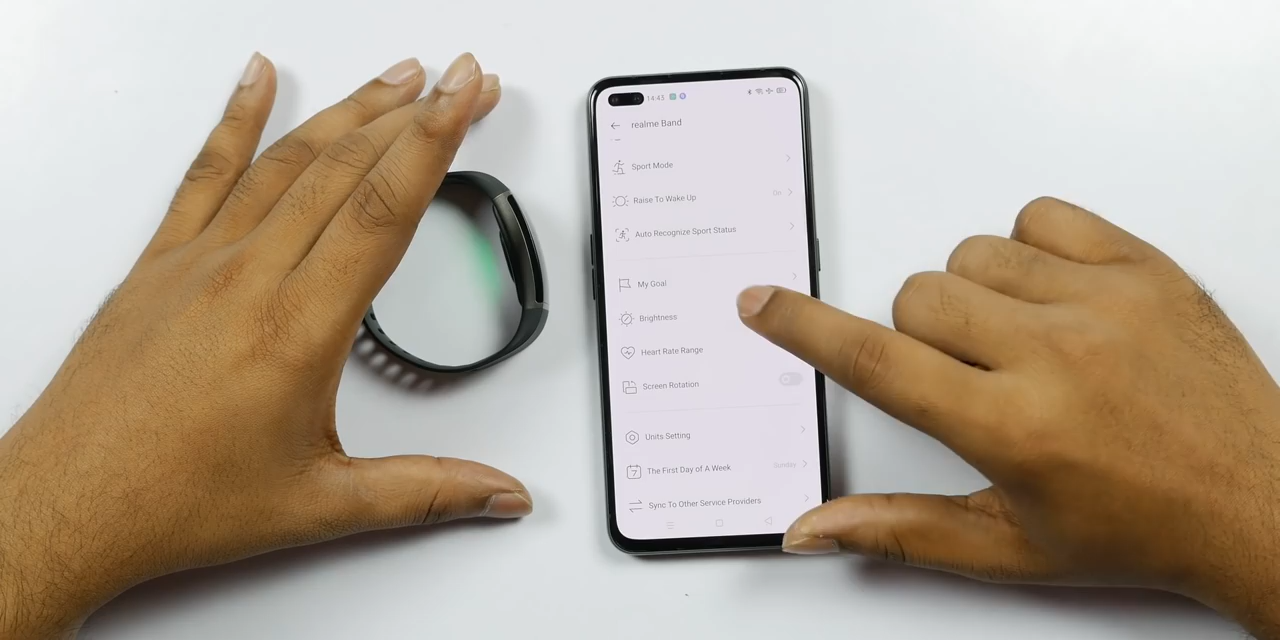 14:43
realme Band
Sport Mode
Raise To Wake Up On
Auto Recognize Sport Status
My Goal
Brightness
Heart Rate Range
Screen Rotation
Units Setting
7 The First Day of A Week Sunday
Sync To Other Service Providers